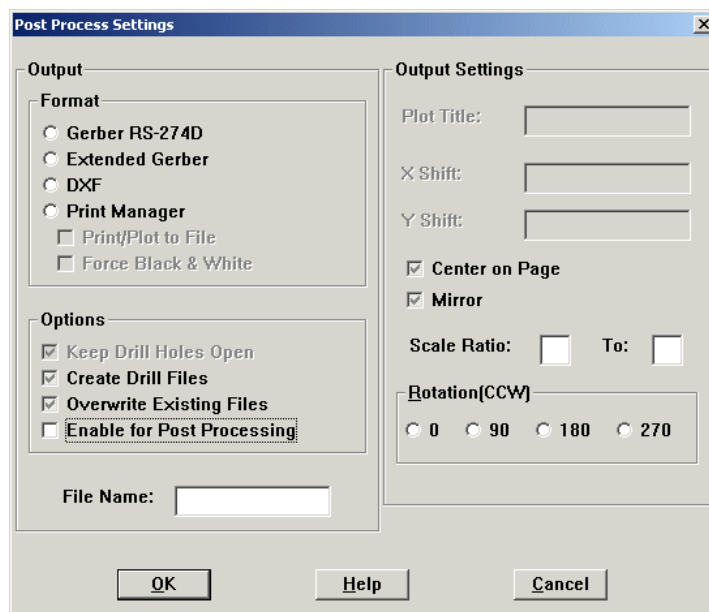 Post Process Settings
Output
Format
Gerber RS-274D
Extended Gerber
DXF
Print Manager
Print/Plot to File
Force Black & White
Options
Keep Drill Holes Open
Create Drill Files
Overwrite Existing Files
Enable for Post Processing
File Name:
Output Settings
Plot Title:
X Shift:
Y Shift:
Center on Page
Mirror
Scale Ratio: To:
Rotation(CCW)
0 90 180 270
OK Help Cancel